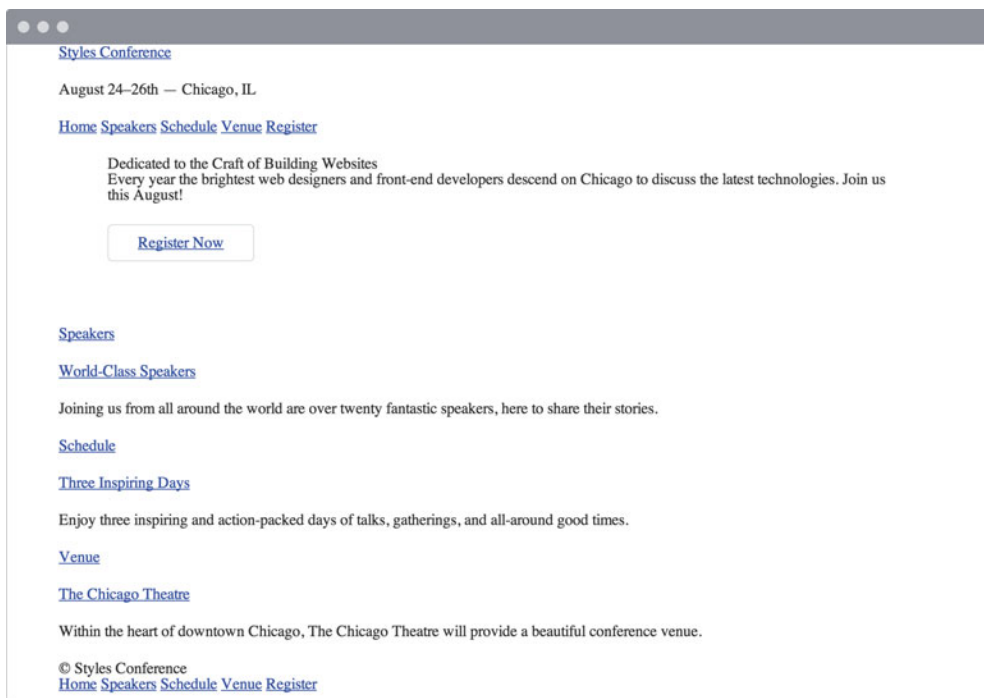 Styles Conference
August 24–26th — Chicago, IL
Home Speakers Schedule Venue Register
Dedicated to the Craft of Building Websites
Every year the brightest web designers and front-end developers descend on Chicago to discuss the latest technologies. Join us
this August!
Register Now
Speakers
World-Class Speakers
Joining us from all around the world are over twenty fantastic speakers, here to share their stories.
Schedule
Three Inspiring Days
Enjoy three inspiring and action-packed days of talks, gatherings, and all-around good times.
Venue
The Chicago Theatre
Within the heart of downtown Chicago, The Chicago Theatre will provide a beautiful conference venue.
© Styles Conference
Home Speakers Schedule Venue Register